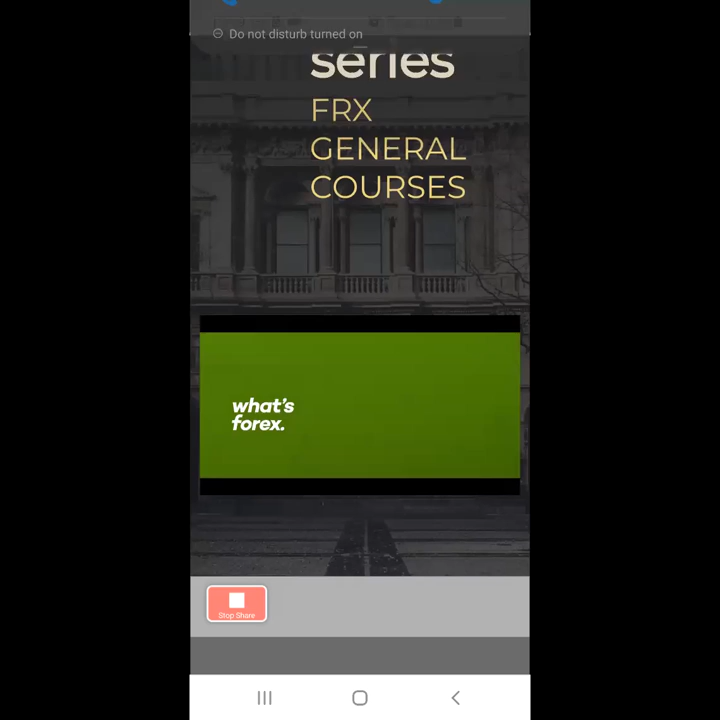 Do not disturb turned on
series
FRX
GENERAL
COURSES
what's
forex.
Stop Share